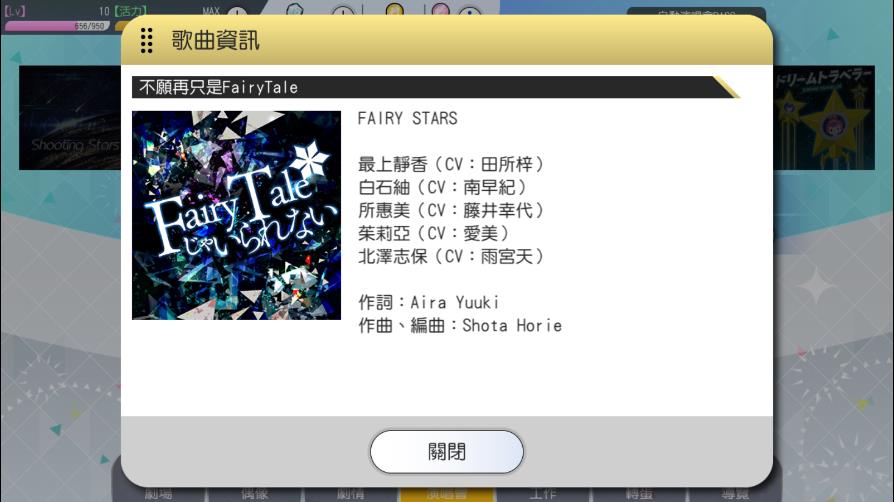 【Lv】
10【活力】
MAX
656/950
歌曲資訊
不願再只是FairyTale
FairyTale
じゃいられない
FAIRY STARS
最上靜香(CV:田所梓)
白石紬(CV:南早紀)
所惠美(CV:藤井幸代)
茱莉亞(CV:愛美)
北澤志保(CV:雨宮天)
作詞:Aira Yuuki
作曲、編曲:Shota Horie
Shooting Stars
ドリームトラベラー
關閉
劇場
偶像
劇情
演唱會
工作
轉蛋
導覽